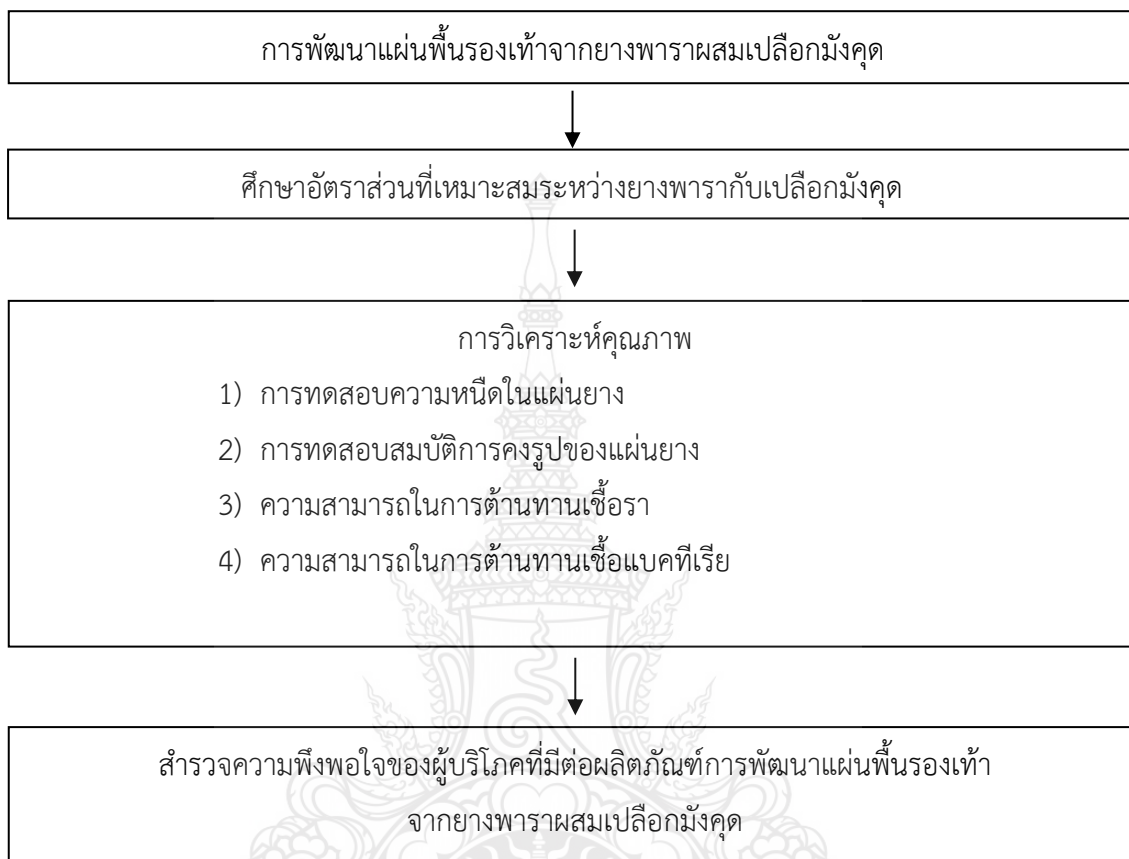 การพัฒนาแผ่นพื้นรองเท้าจากยางพาราผสมเปลือกมังคุด
ศึกษาอัตราส่วนที่เหมาะสมระหว่างยางพารากับเปลือกมังคุด
การวิเคราะห์คุณภาพ
1) การทดสอบความหนืดในแผ่นยาง
2) การทดสอบสมบัติการคงรูปของแผ่นยาง
3) ความสามารถในการต้านทานเชื้อรา
4) ความสามารถในการต้านทานเชื้อแบคทีเรีย
สำรวจความพึงพอใจของผู้บริโภคที่มีต่อผลิตภัณฑ์การพัฒนาแผ่นพื้นรองเท้า
จากยางพาราผสมเปลือกมังคุด